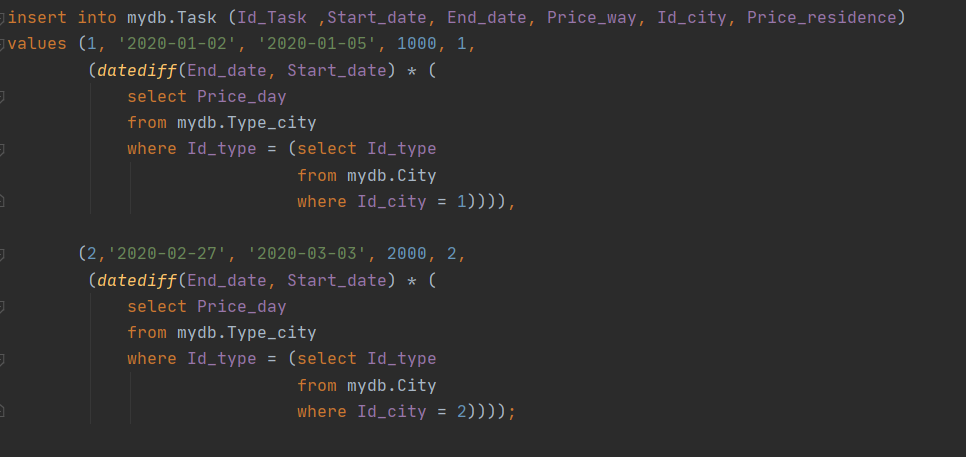 insert into mydb.Task (Id_Task ,Start_date, End_date, Price_way, Id_city, Price_residence)
values (1, '2020-01-02', '2020-01-05', 1000, 1,
        (datediff(End_date, Start_date) * (
            select Price_day
            from mydb.Type_city
            where Id_type = (select Id_type
                             from mydb.City
                             where Id_city = 1)))),
       (2,'2020-02-27', '2020-03-03', 2000, 2,
        (datediff(End_date, Start_date) * (
            select Price_day
            from mydb.Type_city
            where Id_type = (select Id_type
                             from mydb.City
                             where Id_city = 2))));